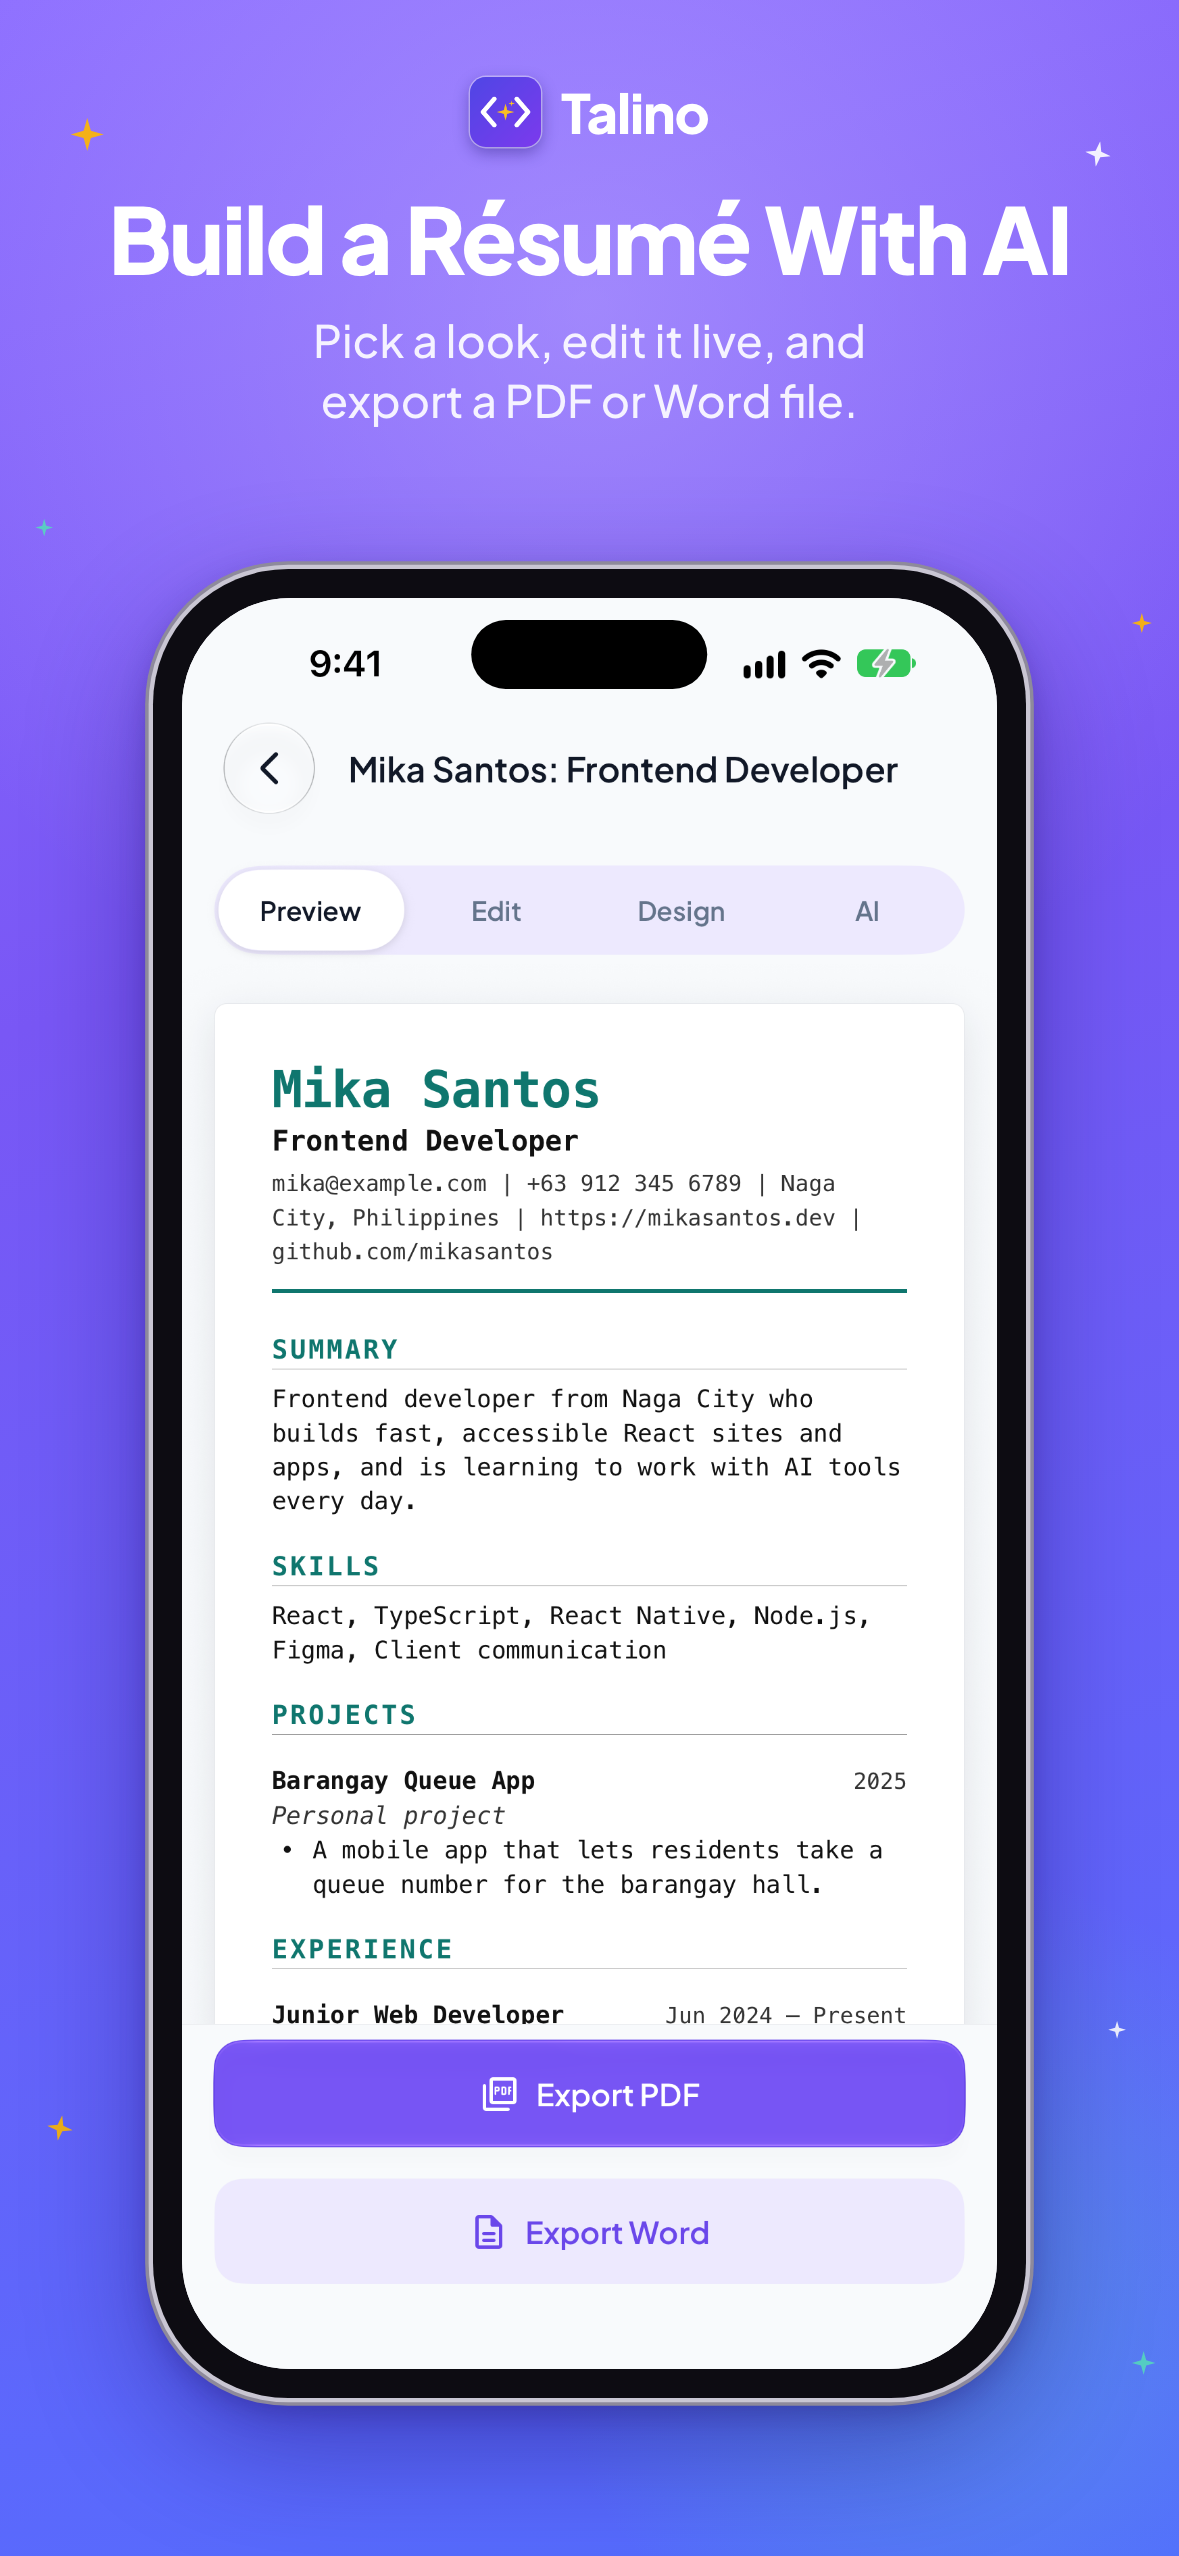 Talino
Build a Résumé With AI
Pick a look, edit it live, and
export a PDF or Word file.
9:41
Mika Santos: Frontend Developer
Preview
Edit
Design
AI
Mika Santos
Frontend Developer
mika@example.com | +63 912 345 6789 | Naga
City, Philippines | https://mikasantos.dev |
github.com/mikasantos
SUMMARY
Frontend developer from Naga City who
builds fast, accessible React sites and
apps, and is learning to work with AI tools
every day.
SKILLS
React, TypeScript, React Native, Node.js,
Figma, Client communication
PROJECTS
Barangay Queue App 2025
Personal project
• A mobile app that lets residents take a
queue number for the barangay hall.
EXPERIENCE
Junior Web Developer Jun 2024 – Present
PDF
Export PDF
Export Word